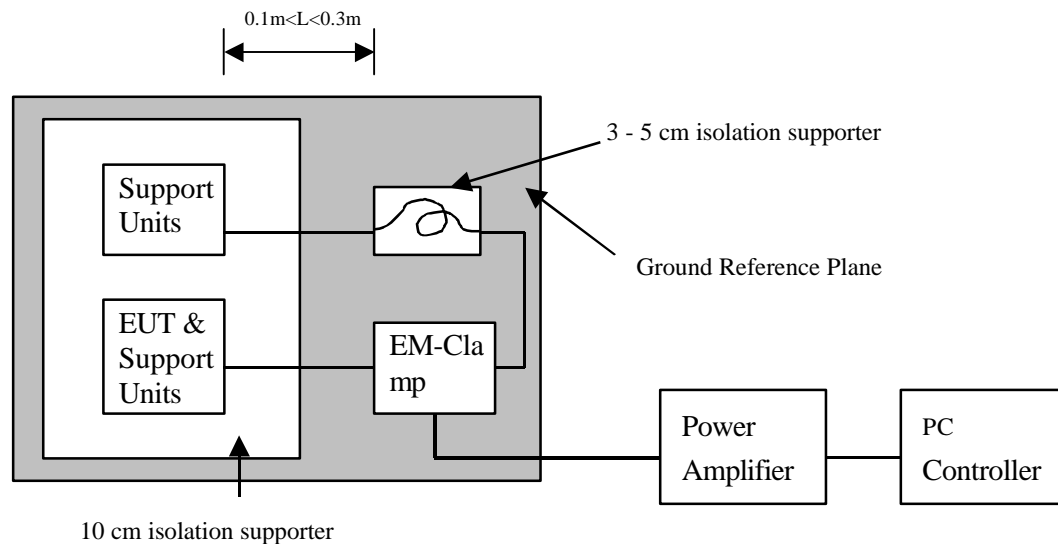 0.1m<L<0.3m
3 - 5 cm isolation supporter
Support
Units
Ground Reference Plane
EUT &
Support
Units
EM-Cla
mp
Power
Amplifier
PC
Controller
10 cm isolation supporter